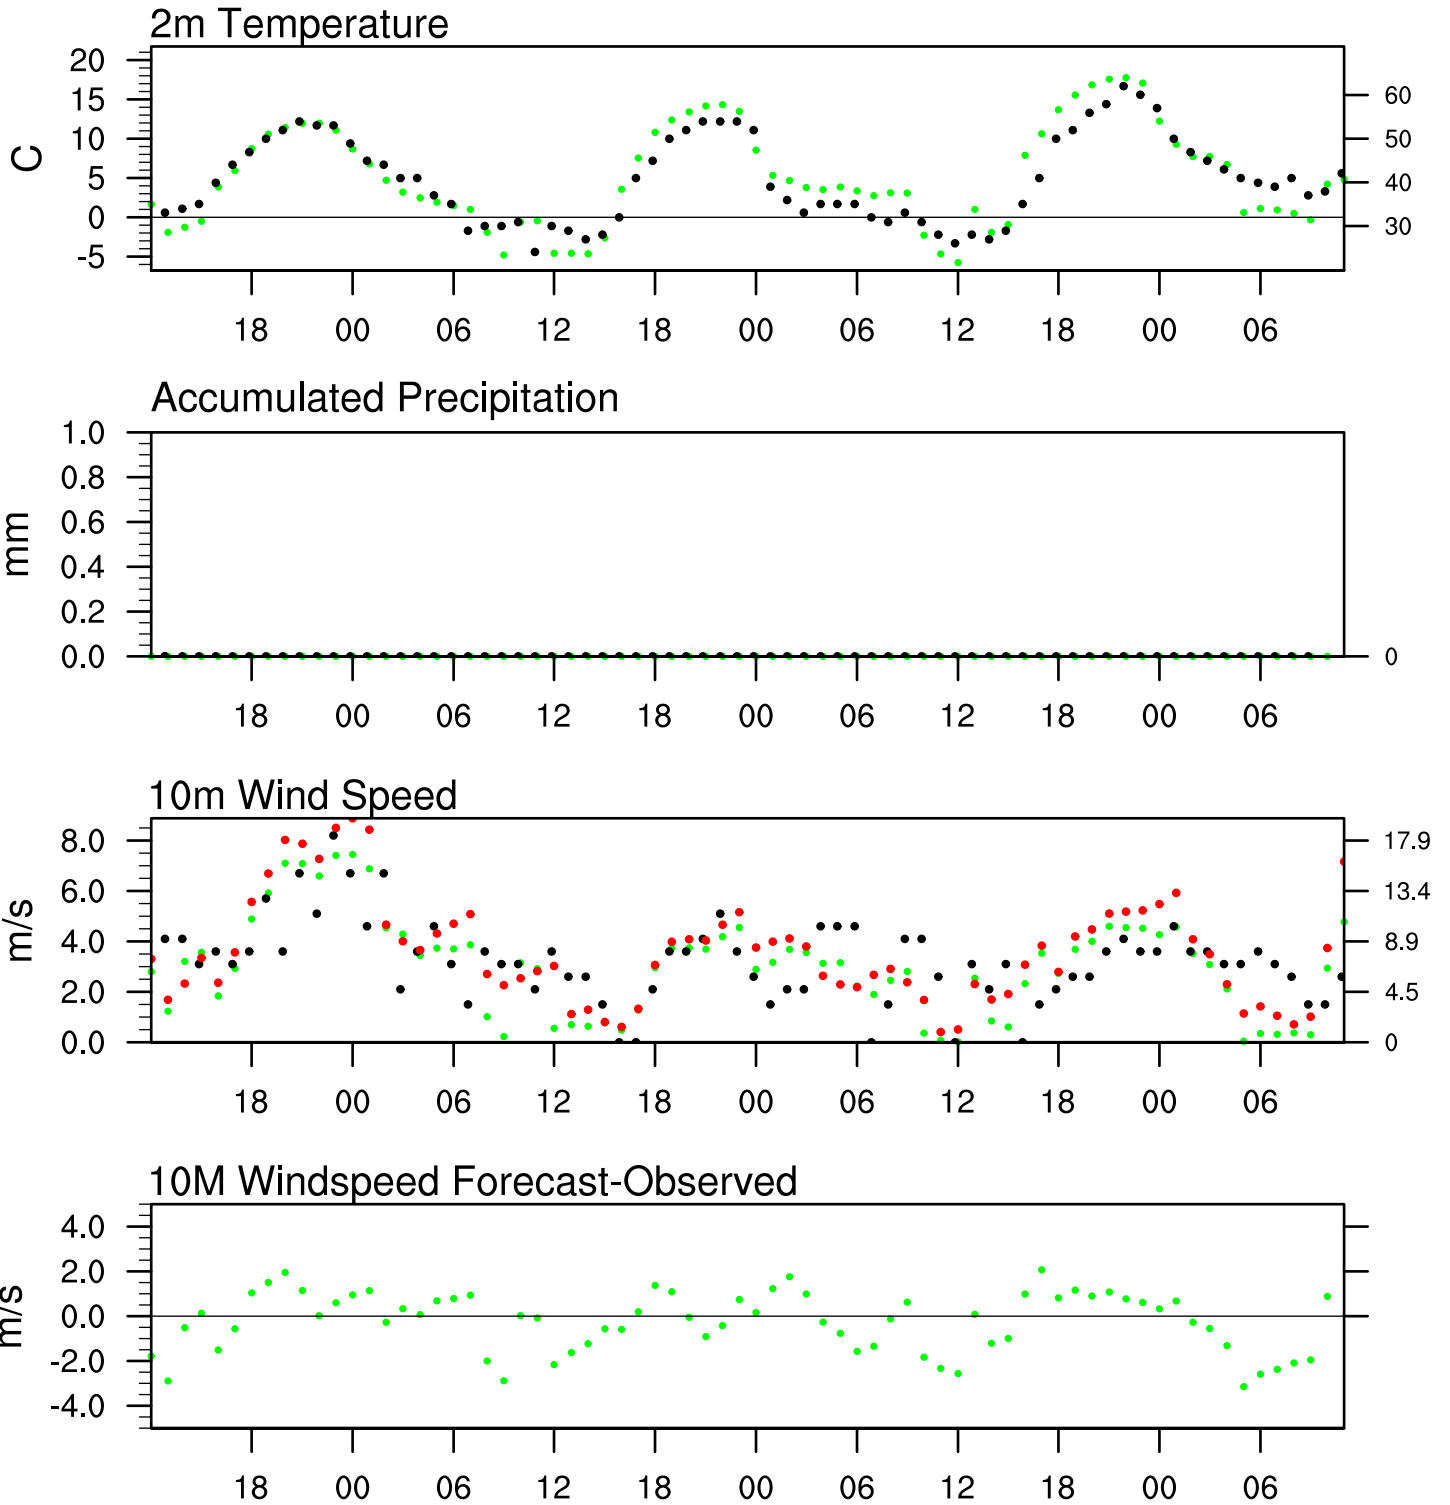 2m Temperature
20
15
10
5
0
-5
C
60
50
40
30
18 00 06 12 18 00 06 12 18 00 06
Accumulated Precipitation
1.0
0.8
0.6
0.4
0.2
0.0
mm
0
18 00 06 12 18 00 06 12 18 00 06
10m Wind Speed
8.0
6.0
4.0
2.0
0.0
m/s
17.9
13.4
8.9
4.5
0
18 00 06 12 18 00 06 12 18 00 06
10M Windspeed Forecast-Observed
4.0
2.0
0.0
-2.0
-4.0
m/s
18 00 06 12 18 00 06 12 18 00 06